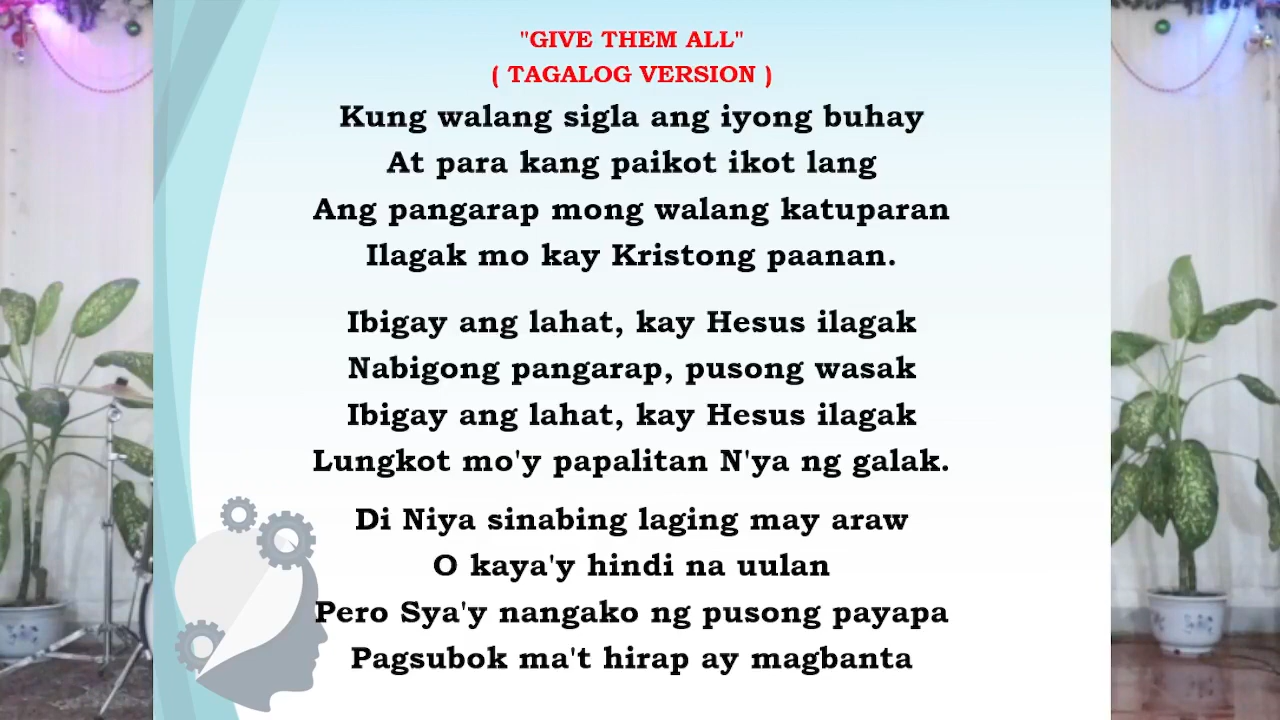 "GIVE THEM ALL"
( TAGALOG VERSION )
Kung walang sigla ang iyong buhay
At para kang paikot ikot lang
Ang pangarap mong walang katuparan
Ilagak mo kay Kristong paanan.
Ibigay ang lahat, kay Hesus ilagak
Nabigong pangarap, pusong wasak
Ibigay ang lahat, kay Hesus ilagak
Lungkot mo'y papalitan N'ya ng galak.
Di Niya sinabing laging may araw
O kaya'y hindi na uulan
Pero Sya'y nangako ng pusong payapa
Pagsubok ma't hirap ay magbanta